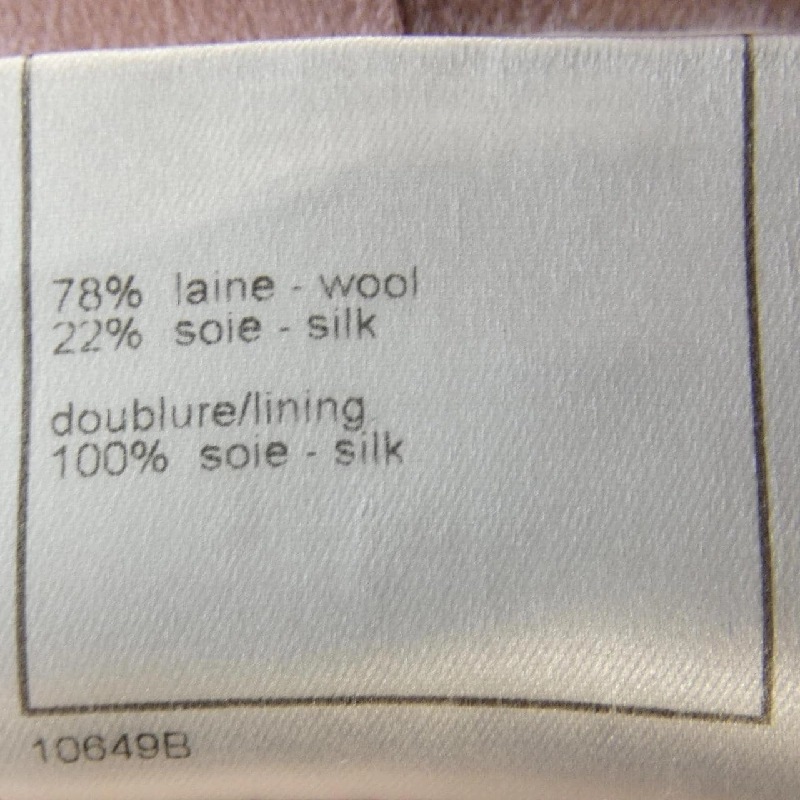 78% laine - wool
22% soie - silk
doublure/lining
100% soie - silk
10649B